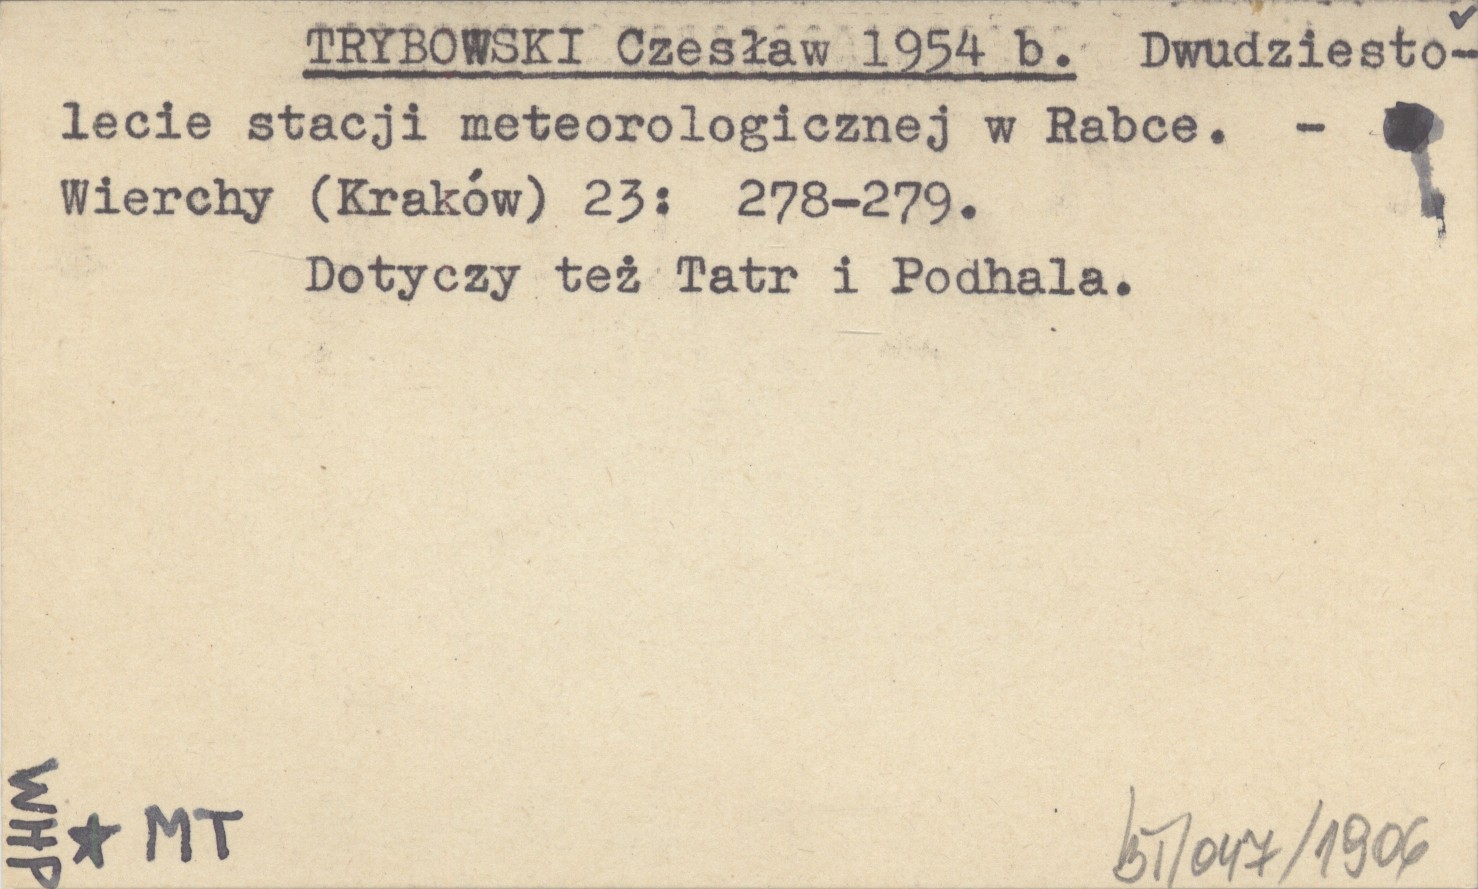 TRYBOWSKI Czesław 1954 b. Dwudziesto-
lecie stacji meteorologicznej w Rabce. -
Wierchy (Kraków) 23: 278-279.
Dotyczy też Tatr i Podhala.
WHP
MT
BT/047/1906